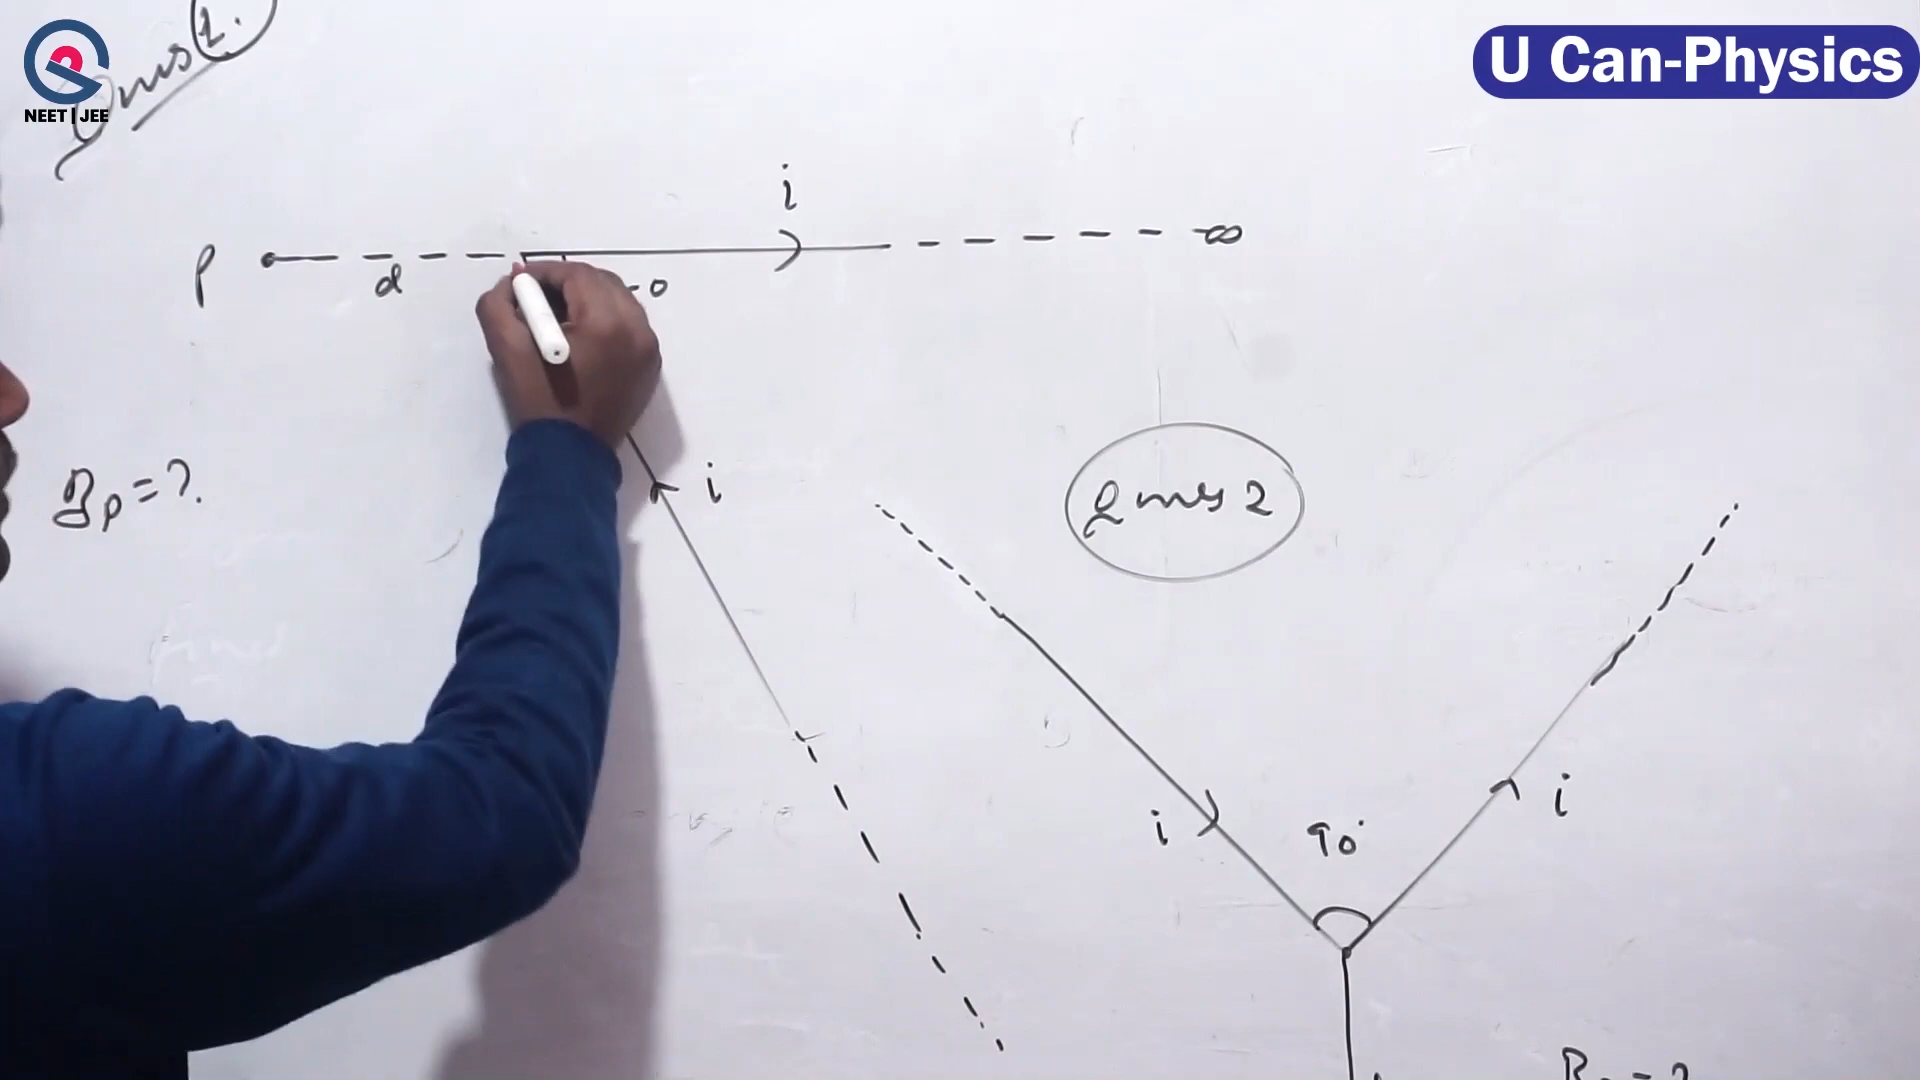 Ques 1.
NEET | JEE
U Can-Physics
i
P
d
∞
i
Bp = ?
Ques 2
i
90°
i